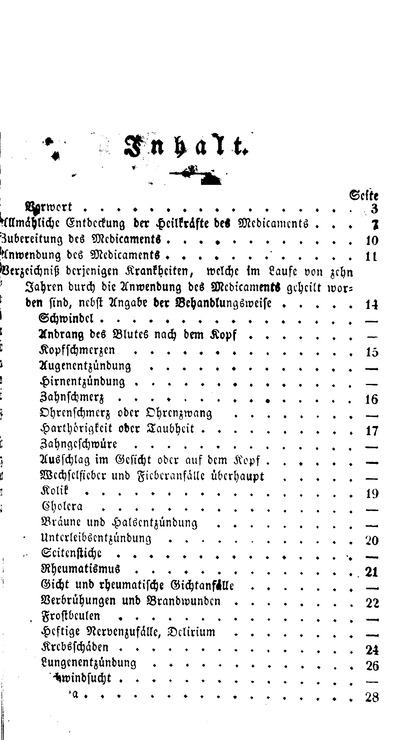 Inhalt.
Seite
Vorwort . . . . . . . . . . . . . . . . 3
Allmähliche Entdeckung der Heilkräfte des Medicaments . . . 7
Zubereitung des Medicaments . . . . . . . . . . . 10
Anwendung des Medicaments . . . . . . . . . . . 11
Verzeichniß derjenigen Krankheiten, welche im Laufe von zehn
Jahren durch die Anwendung des Medicaments geheilt wor-
den sind, nebst Angabe der Behandlungsweise . . . . . 14
Schwindel . . . . . . . . . . . . . . . —
Andrang des Blutes nach dem Kopf . . . . . . . —
Kopfschmerzen . . . . . . . . . . . . . 15
Augenentzündung . . . . . . . . . . . . —
Hirnentzündung . . . . . . . . . . . . . —
Zahnschmerz . . . . . . . . . . . . . . 16
Ohrenschmerz oder Ohrenzwang . . . . . . . . —
Harthörigkeit oder Taubheit . . . . . . . . . . 17
Zahngeschwüre . . . . . . . . . . . . . —
Ausschlag im Gesicht oder auf dem Kopf . . . . . . —
Wechselfieber und Fieberanfälle überhaupt . . . . . —
Kolik . . . . . . . . . . . . . . . . 19
Cholera . . . . . . . . . . . . . . . —
Bräune und Halsentzündung . . . . . . . . . —
Unterleibsentzündung . . . . . . . . . . . 20
Seitenstiche . . . . . . . . . . . . . . —
Rheumatismus . . . . . . . . . . . . . 21
Gicht und rheumatische Gichtanfälle . . . . . . . —
Verbrühungen und Brandwunden . . . . . . . . 22
Frostbeulen . . . . . . . . . . . . . . —
Heftige Nervenzufälle, Delirium . . . . . . . . —
Krebsschäden . . . . . . . . . . . . . . 24
Lungenentzündung . . . . . . . . . . . . 26
windsucht . . . . . . . . . . . . . . —
a . . . . . . . . . . . . . . . . 28